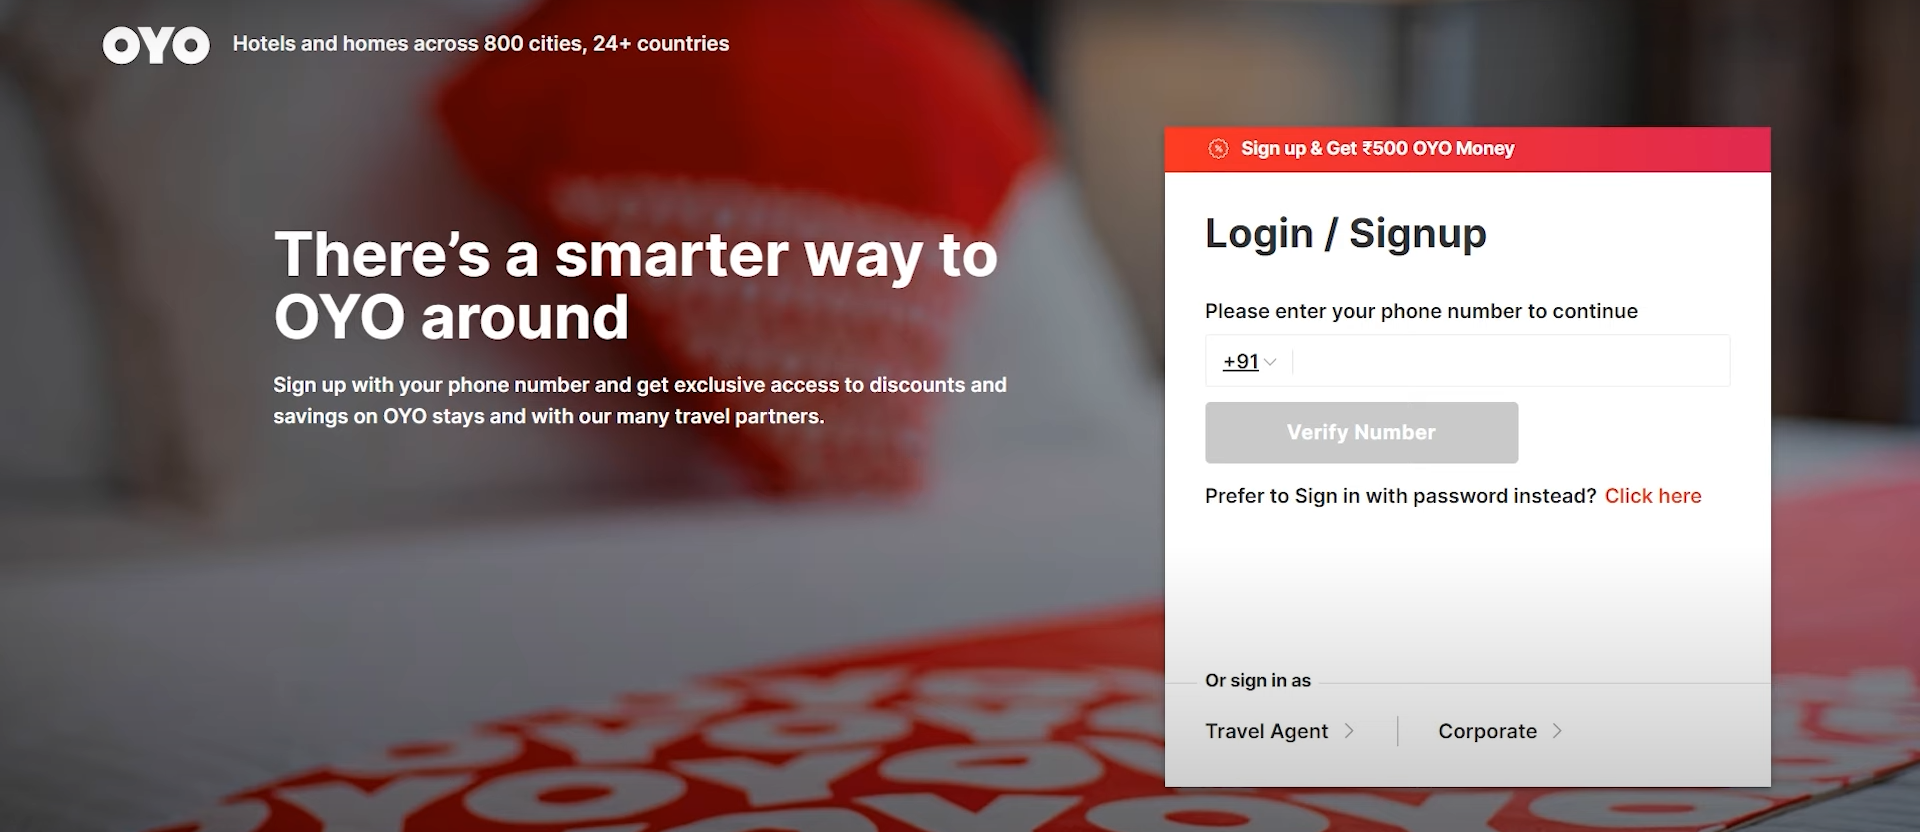 OYO Hotels and homes across 800 cities, 24+ countries
There’s a smarter way to
OYO around
Sign up with your phone number and get exclusive access to discounts and
savings on OYO stays and with our many travel partners.
Sign up & Get ₹500 OYO Money
Login / Signup
Please enter your phone number to continue
+91
Verify Number
Prefer to Sign in with password instead? Click here
Or sign in as
Travel Agent
Corporate